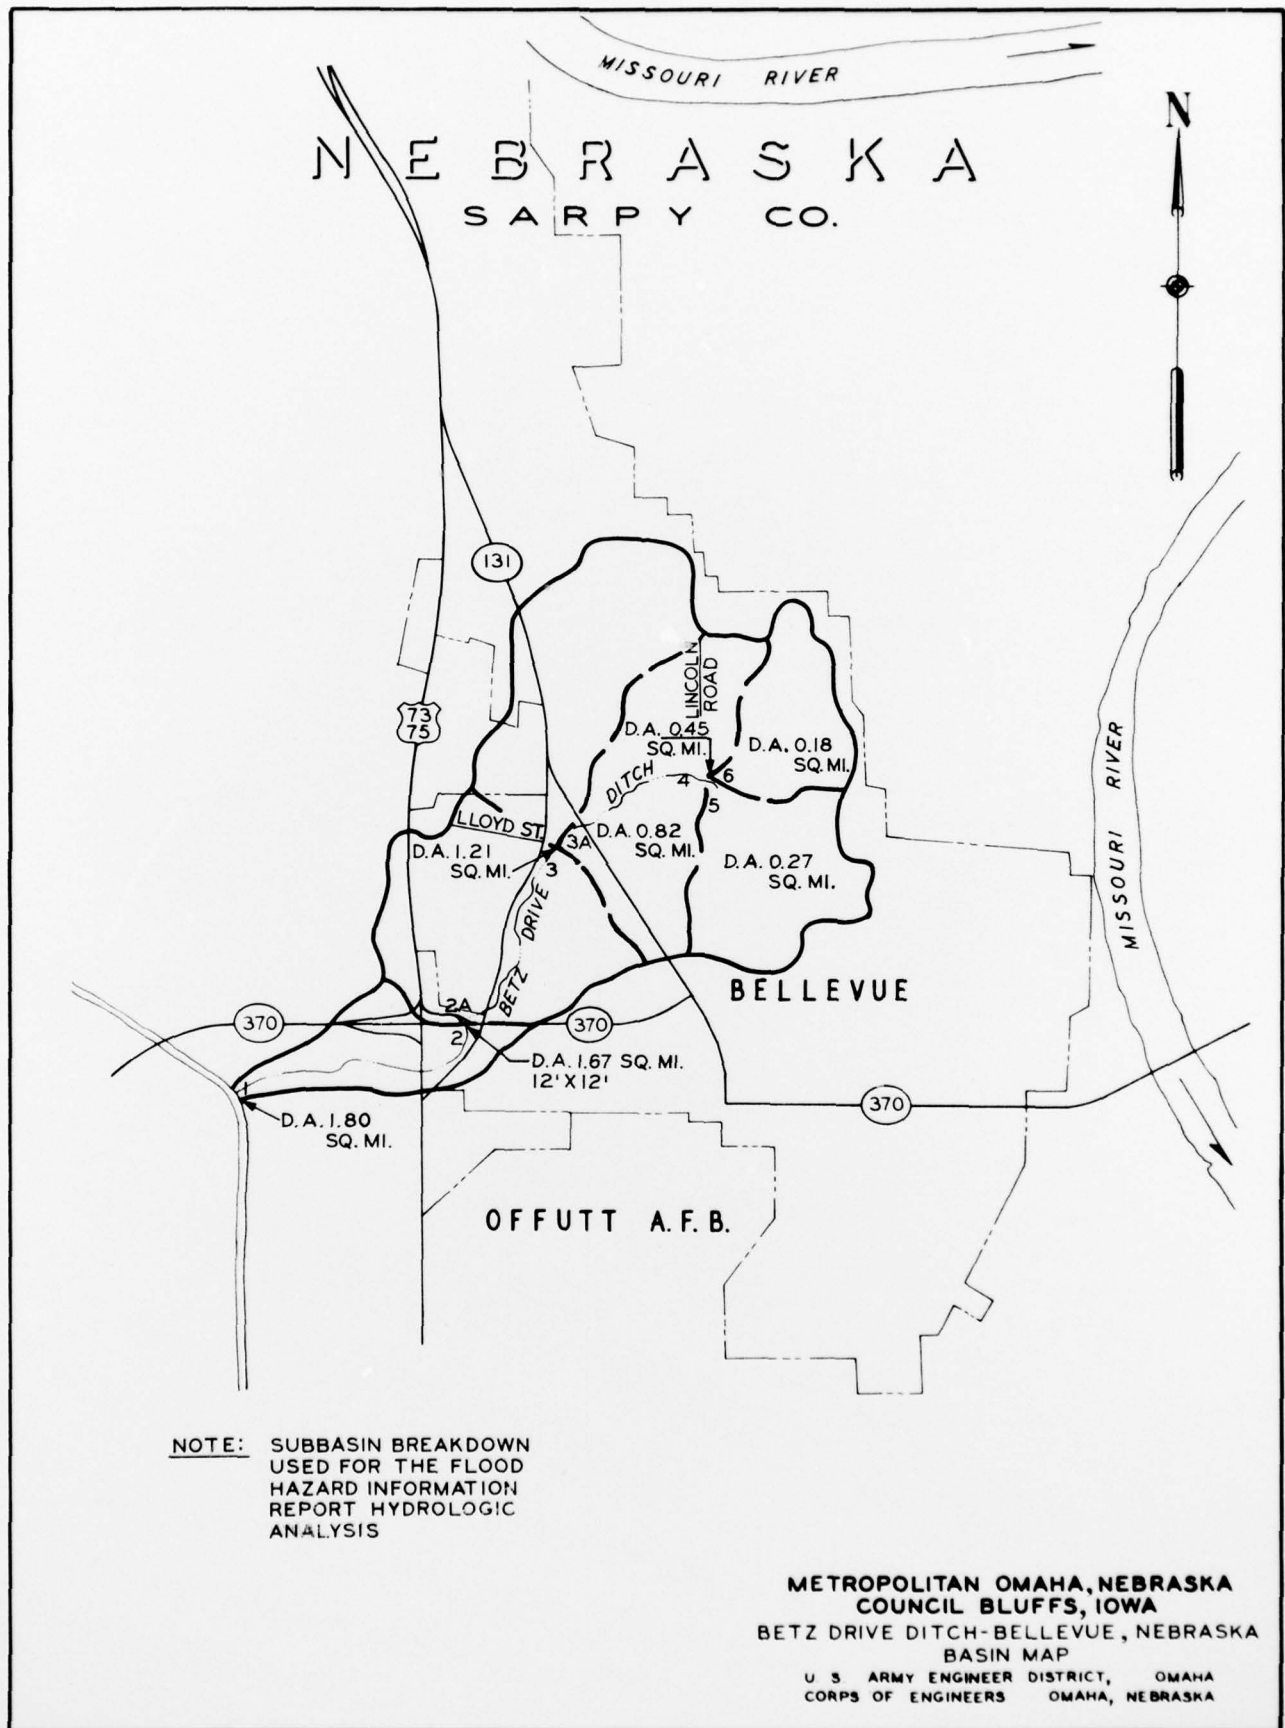 MISSOURI RIVER
N
NEBRASKA
SARPY CO.
131
LINCOLN
ROAD
73
75
D.A. 0.45
SQ. MI.
D.A. 0.18
SQ. MI.
DITCH
4
6
5
LLOYD ST.
3A
D.A. 0.82
SQ. MI.
D.A. 1.21
SQ. MI.
3
D.A. 0.27
SQ. MI.
MISSOURI RIVER
BETZ DRIVE
BELLEVUE
2A
370
370
2
D.A. 1.67 SQ. MI.
12' X 12'
1
370
D.A. 1.80
SQ. MI.
OFFUTT A.F.B.
NOTE: SUBBASIN BREAKDOWN
USED FOR THE FLOOD
HAZARD INFORMATION
REPORT HYDROLOGIC
ANALYSIS
METROPOLITAN OMAHA, NEBRASKA
COUNCIL BLUFFS, IOWA
BETZ DRIVE DITCH-BELLEVUE, NEBRASKA
BASIN MAP
U. S. ARMY ENGINEER DISTRICT, OMAHA
CORPS OF ENGINEERS OMAHA, NEBRASKA